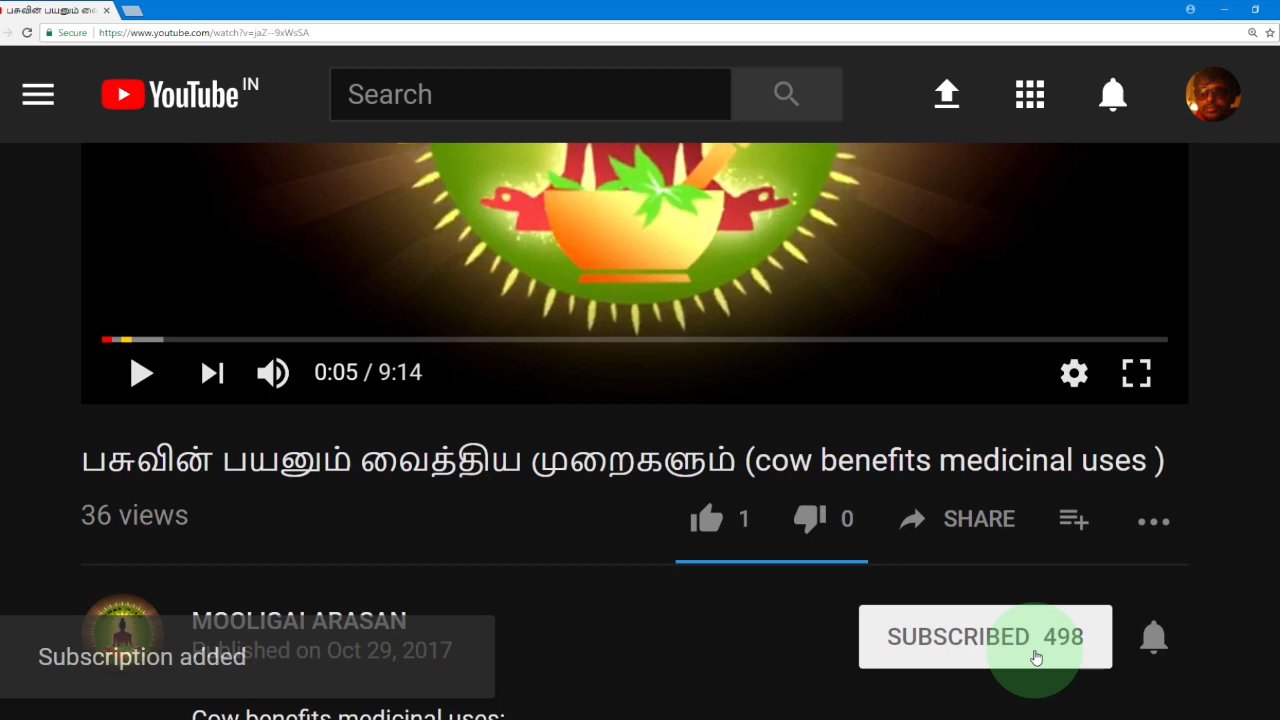 பசுவின் பயனும் வை
Secure
https://www.youtube.com/watch?v=jaZ--9xWsSA
YouTube IN
Search
0:05 / 9:14
பசுவின் பயனும் வைத்திய முறைகளும் (cow benefits medicinal uses )
36 views
1
0
SHARE
MOOLIGAI ARASAN
SUBSCRIBED 498
Published on Oct 29, 2017
Subscription added
Cow benefits medicinal uses: